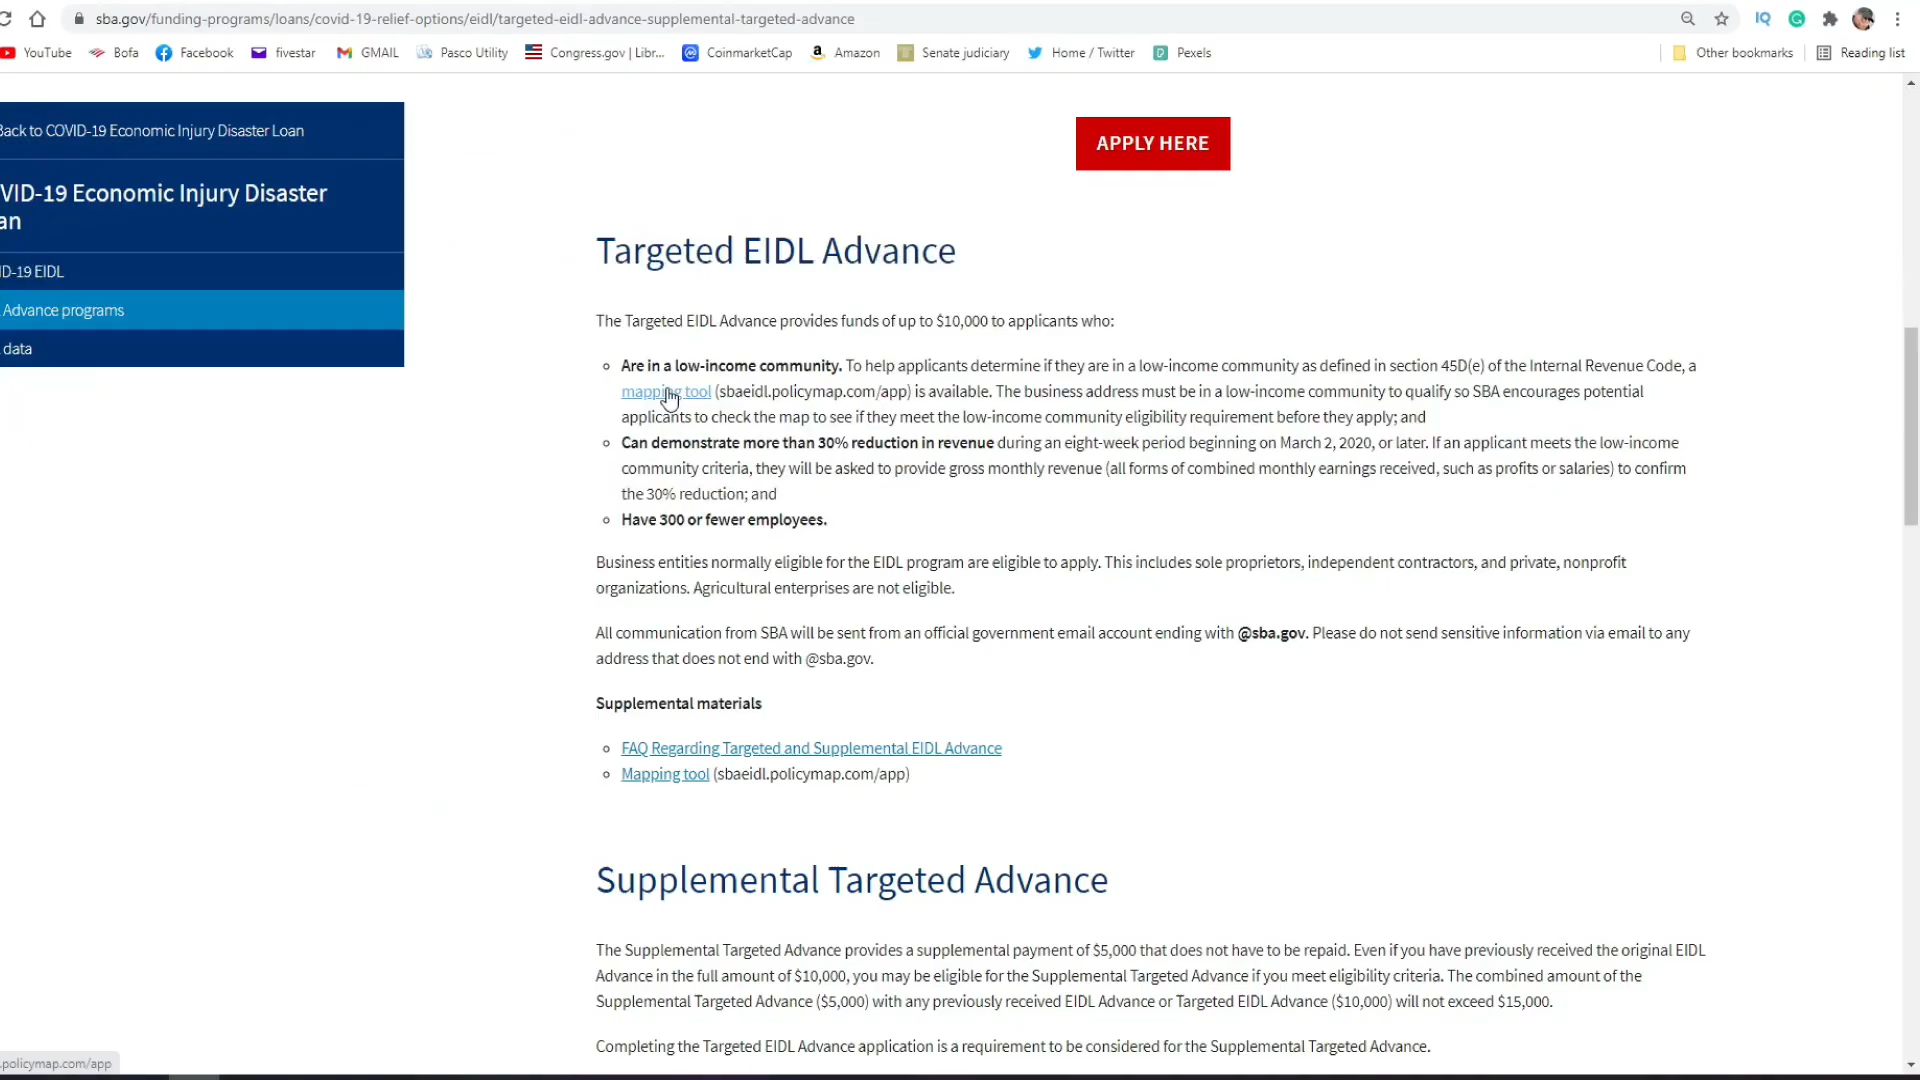 sba.gov/funding-programs/loans/covid-19-relief-options/eidl/targeted-eidl-advance-supplemental-targeted-advance
YouTube Bofa Facebook fivestar GMAIL Pasco Utility Congress.gov | Libr... CoinmarketCap Amazon Senate judiciary Home / Twitter Pexels Other bookmarks Reading list
Back to COVID-19 Economic Injury Disaster Loan
VID-19 Economic Injury Disaster
an
ID-19 EIDL
Advance programs
data
APPLY HERE
Targeted EIDL Advance
The Targeted EIDL Advance provides funds of up to $10,000 to applicants who:
Are in a low-income community. To help applicants determine if they are in a low-income community as defined in section 45D(e) of the Internal Revenue Code, a
mapping tool (sbaeidl.policymap.com/app) is available. The business address must be in a low-income community to qualify so SBA encourages potential
applicants to check the map to see if they meet the low-income community eligibility requirement before they apply; and
Can demonstrate more than 30% reduction in revenue during an eight-week period beginning on March 2, 2020, or later. If an applicant meets the low-income
community criteria, they will be asked to provide gross monthly revenue (all forms of combined monthly earnings received, such as profits or salaries) to confirm
the 30% reduction; and
Have 300 or fewer employees.
Business entities normally eligible for the EIDL program are eligible to apply. This includes sole proprietors, independent contractors, and private, nonprofit
organizations. Agricultural enterprises are not eligible.
All communication from SBA will be sent from an official government email account ending with @sba.gov. Please do not send sensitive information via email to any
address that does not end with @sba.gov.
Supplemental materials
FAQ Regarding Targeted and Supplemental EIDL Advance
Mapping tool (sbaeidl.policymap.com/app)
Supplemental Targeted Advance
The Supplemental Targeted Advance provides a supplemental payment of $5,000 that does not have to be repaid. Even if you have previously received the original EIDL
Advance in the full amount of $10,000, you may be eligible for the Supplemental Targeted Advance if you meet eligibility criteria. The combined amount of the
Supplemental Targeted Advance ($5,000) with any previously received EIDL Advance or Targeted EIDL Advance ($10,000) will not exceed $15,000.
Completing the Targeted EIDL Advance application is a requirement to be considered for the Supplemental Targeted Advance.
.policymap.com/app